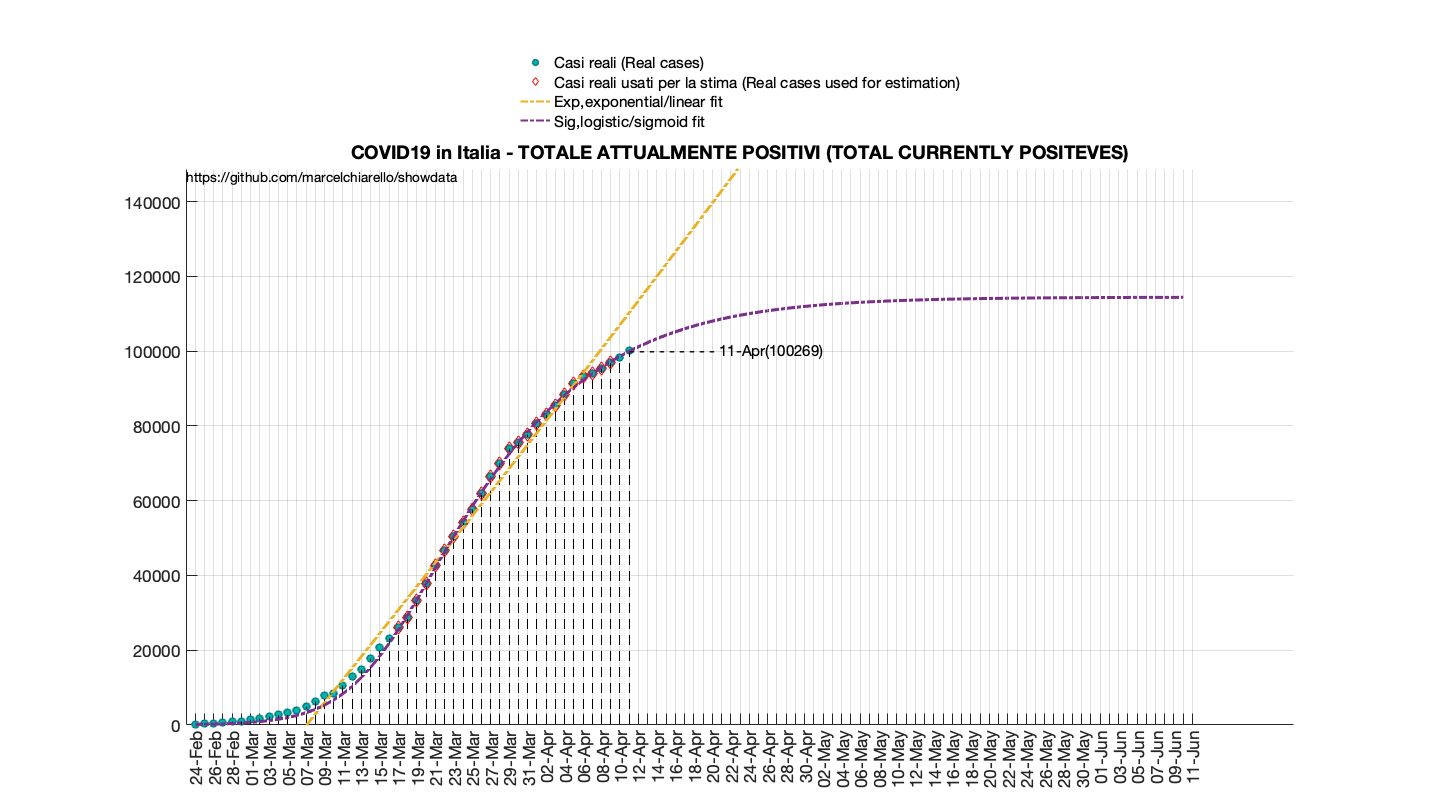 Casi reali (Real cases)
Casi reali usati per la stima (Real cases used for estimation)
Exp,exponential/linear fit
Sig,logistic/sigmoid fit
COVID19 in Italia - TOTALE ATTUALMENTE POSITIVI (TOTAL CURRENTLY POSITEVES)
https://github.com/marcelchiarello/showdata
140000
120000
100000
80000
60000
40000
20000
0
11-Apr(100269)
24-Feb
26-Feb
28-Feb
01-Mar
03-Mar
05-Mar
07-Mar
09-Mar
11-Mar
13-Mar
15-Mar
17-Mar
19-Mar
21-Mar
23-Mar
25-Mar
27-Mar
29-Mar
31-Mar
02-Apr
04-Apr
06-Apr
08-Apr
10-Apr
12-Apr
14-Apr
16-Apr
18-Apr
20-Apr
22-Apr
24-Apr
26-Apr
28-Apr
30-Apr
02-May
04-May
06-May
08-May
10-May
12-May
14-May
16-May
18-May
20-May
22-May
24-May
26-May
28-May
30-May
01-Jun
03-Jun
05-Jun
07-Jun
09-Jun
11-Jun